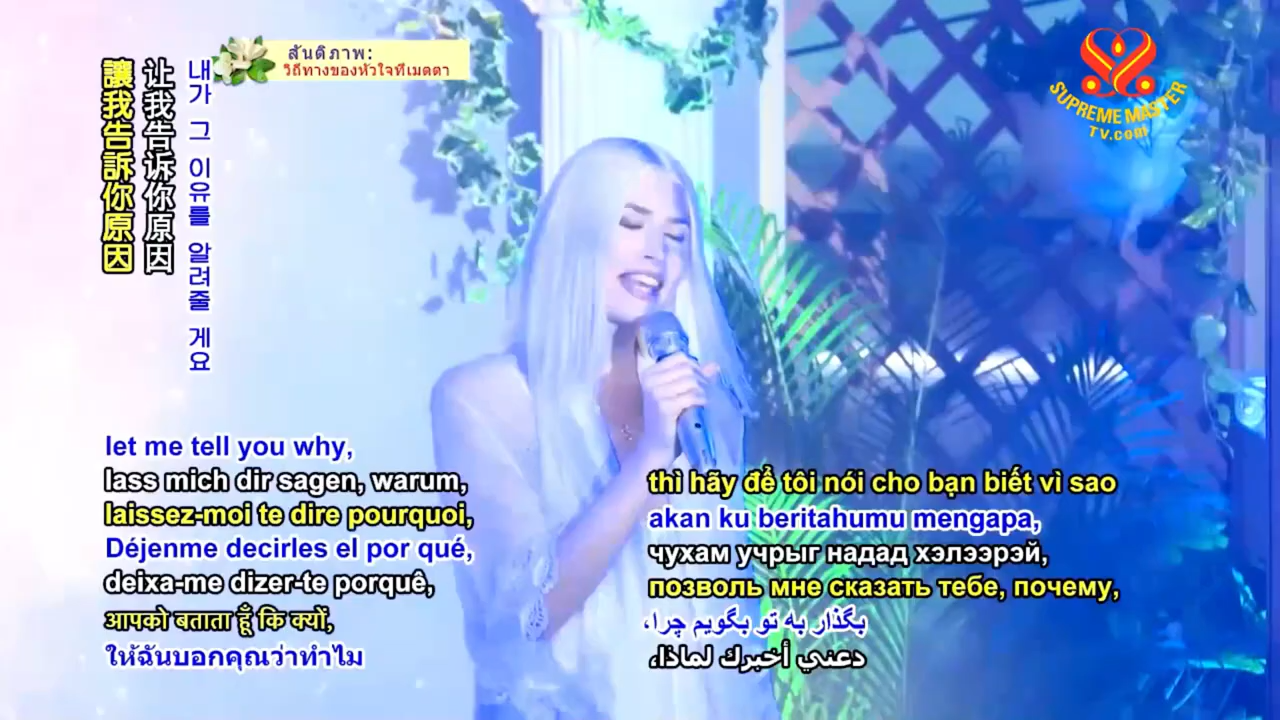 讓我告訴你原因
让我告诉你原因
내가 그 이유를 알려줄 게요
สันติภาพ:
วิถีทางของหัวใจที่เมตตา
SUPREME MASTER
TV.com
let me tell you why,
lass mich dir sagen, warum,
laissez-moi te dire pourquoi,
Déjenme decirles el por qué,
deixa-me dizer-te porquê,
आपको बताता हूँ कि क्यों,
ให้ฉันบอกคุณว่าทำไม
thì hãy để tôi nói cho bạn biết vì sao
akan ku beritahumu mengapa,
чухам учрыг надад хэлээрэй,
позволь мне сказать тебе, почему,
بگذار به تو بگویم چرا،
دعني أخبرك لماذا،